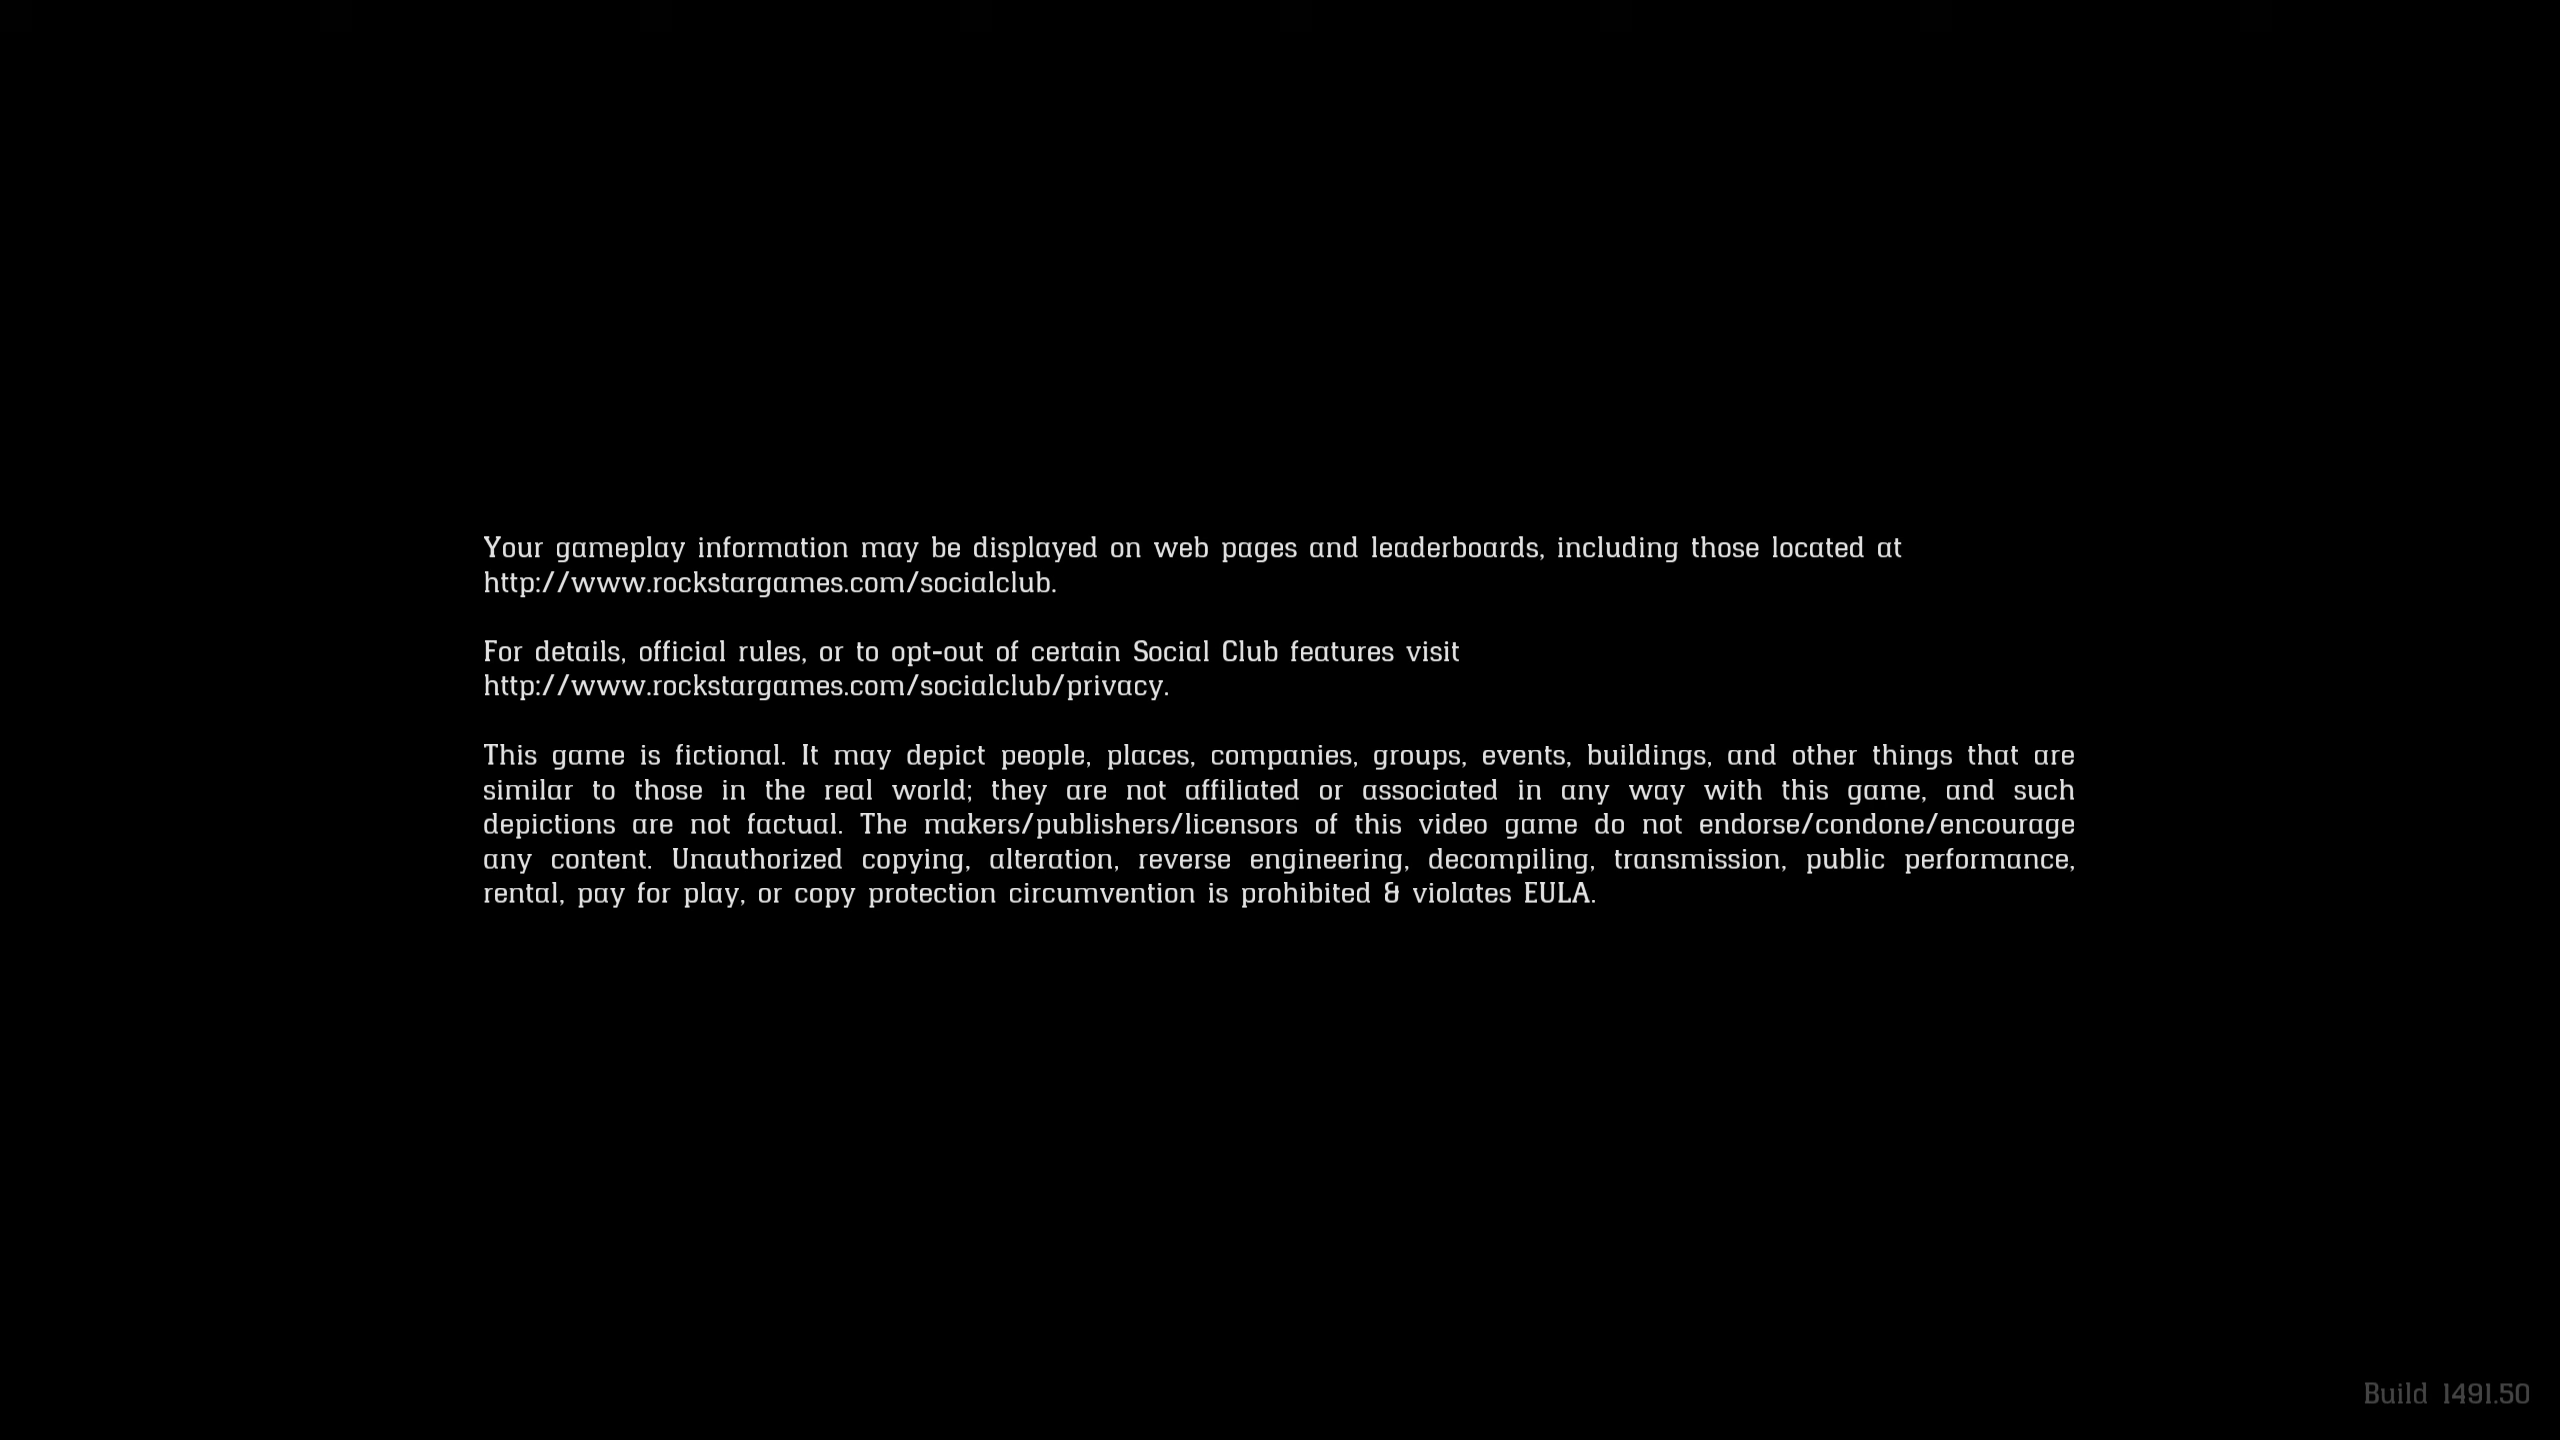 Your gameplay information may be displayed on web pages and leaderboards, including those located at
http://www.rockstargames.com/socialclub.
For details, official rules, or to opt-out of certain Social Club features visit
http://www.rockstargames.com/socialclub/privacy.
This game is fictional. It may depict people, places, companies, groups, events, buildings, and other things that are
similar to those in the real world; they are not affiliated or associated in any way with this game, and such
depictions are not factual. The makers/publishers/licensors of this video game do not endorse/condone/encourage
any content. Unauthorized copying, alteration, reverse engineering, decompiling, transmission, public performance,
rental, pay for play, or copy protection circumvention is prohibited & violates EULA.
Build 1491.50